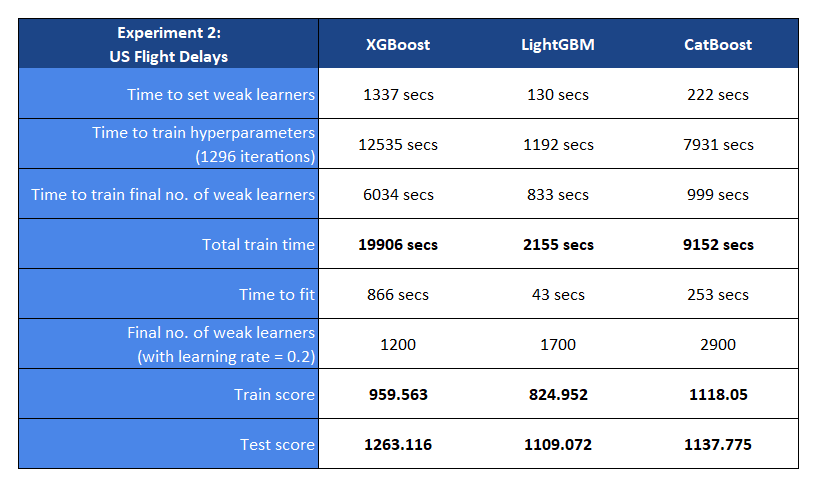 Experiment 2:
US Flight Delays
XGBoost
LightGBM
CatBoost
Time to set weak learners
1337 secs
130 secs
222 secs
Time to train hyperparameters
(1296 iterations)
12535 secs
1192 secs
7931 secs
Time to train final no. of weak learners
6034 secs
833 secs
999 secs
Total train time
19906 secs
2155 secs
9152 secs
Time to fit
866 secs
43 secs
253 secs
Final no. of weak learners
(with learning rate = 0.2)
1200
1700
2900
Train score
959.563
824.952
1118.05
Test score
1263.116
1109.072
1137.775